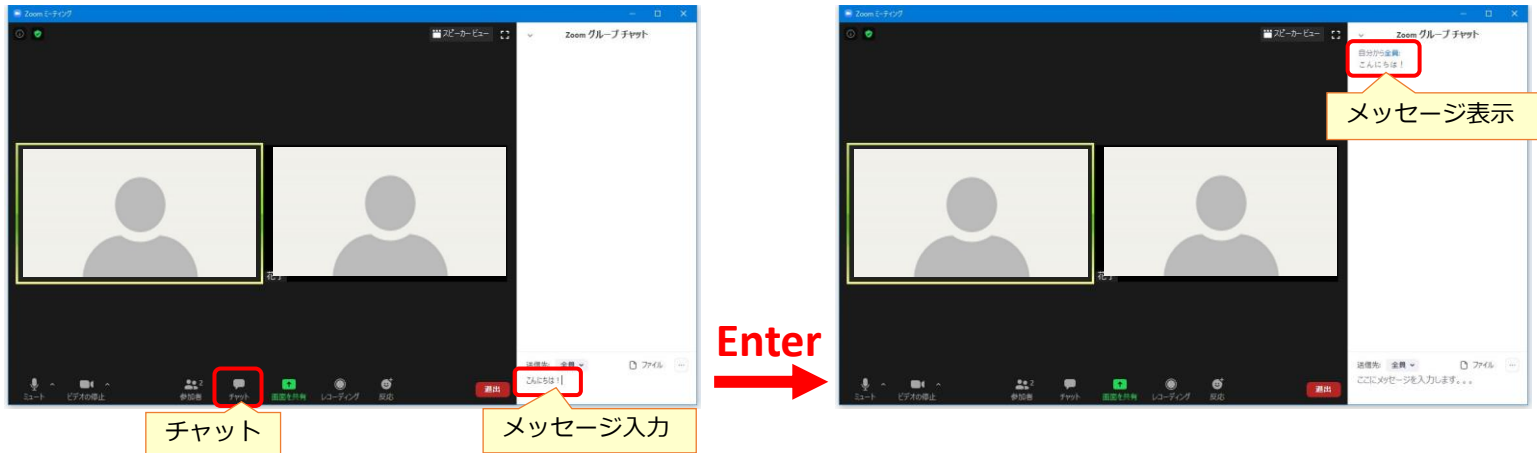 Zoom ミーティング
スピーカービュー
Zoom グループ チャット
花子
送信先: 全員
ファイル
こんにちは！
ミュート
ビデオの停止
参加者
2
チャット
画面を共有
レコーディング
反応
退出
チャット
メッセージ入力
Enter
Zoom ミーティング
スピーカービュー
Zoom グループ チャット
自分から全員:
こんにちは！
メッセージ表示
花子
送信先: 全員
ファイル
ここにメッセージを入力します。。。
ミュート
ビデオの停止
参加者
2
チャット
画面を共有
レコーディング
反応
退出